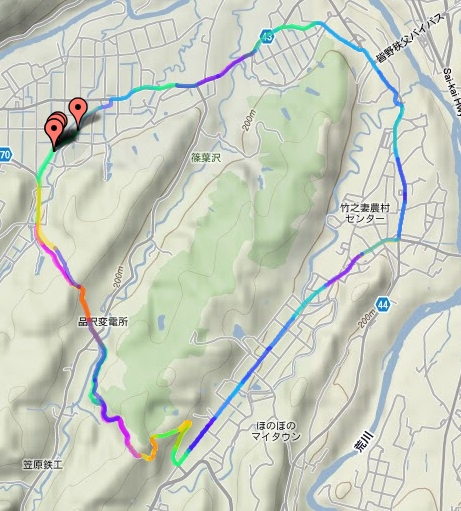 43
皆野秩父バイパス
Sai-kai Hwy
200m
70
篠葉沢
竹之妻農村
センター
200m
44
200m
品沢変電所
ほのぼの
マイタウン
荒川
笠原鉄工